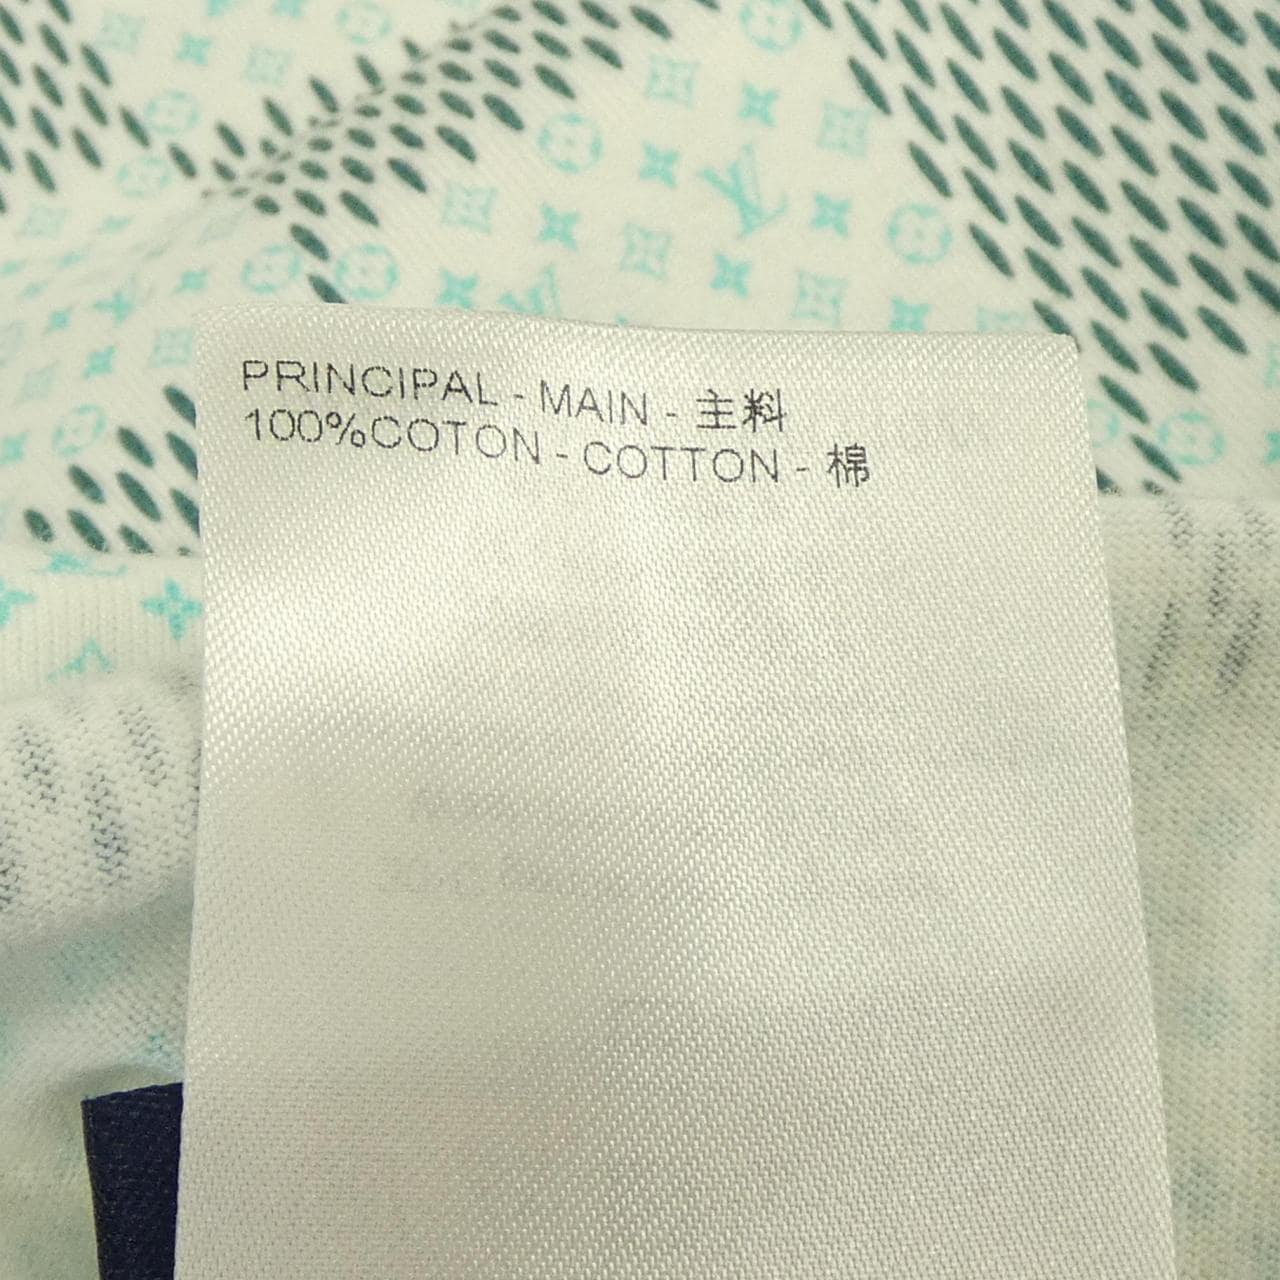 PRINCIPAL - MAIN - 主料
100%COTON - COTTON - 棉